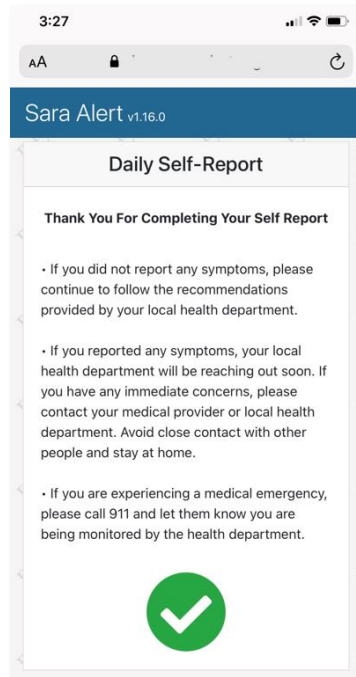 3:27
AA
Sara Alert v1.16.0
Daily Self-Report
Thank You For Completing Your Self Report
• If you did not report any symptoms, please
continue to follow the recommendations
provided by your local health department.
• If you reported any symptoms, your local
health department will be reaching out soon. If
you have any immediate concerns, please
contact your medical provider or local health
department. Avoid close contact with other
people and stay at home.
• If you are experiencing a medical emergency,
please call 911 and let them know you are
being monitored by the health department.